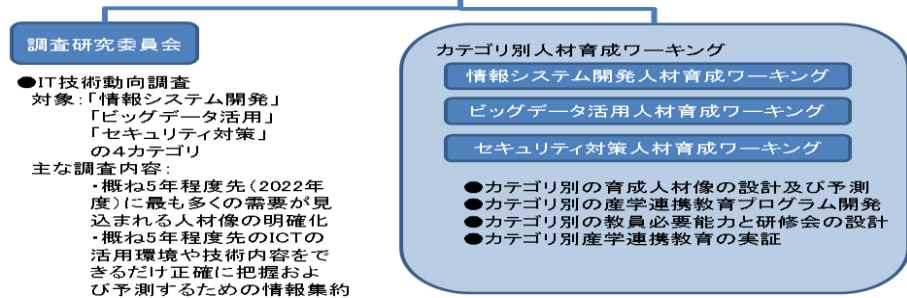 調査研究委員会
●IT技術動向調査
対象:「情報システム開発」
「ビッグデータ活用」
「セキュリティ対策」
の4カテゴリ
主な調査内容:
・概ね5年程度先(2022年
度)に最も多くの需要が見
込まれる人材像の明確化
・概ね5年程度先のICTの
活用環境や技術内容をで
きるだけ正確に把握およ
び予測するための情報集約
カテゴリ別人材育成ワーキング
情報システム開発人材育成ワーキング
ビッグデータ活用人材育成ワーキング
セキュリティ対策人材育成ワーキング
●カテゴリ別の育成人材像の設計及び予測
●カテゴリ別の産学連携教育プログラム開発
●カテゴリ別の教員必要能力と研修会の設計
●カテゴリ別産学連携教育の実証